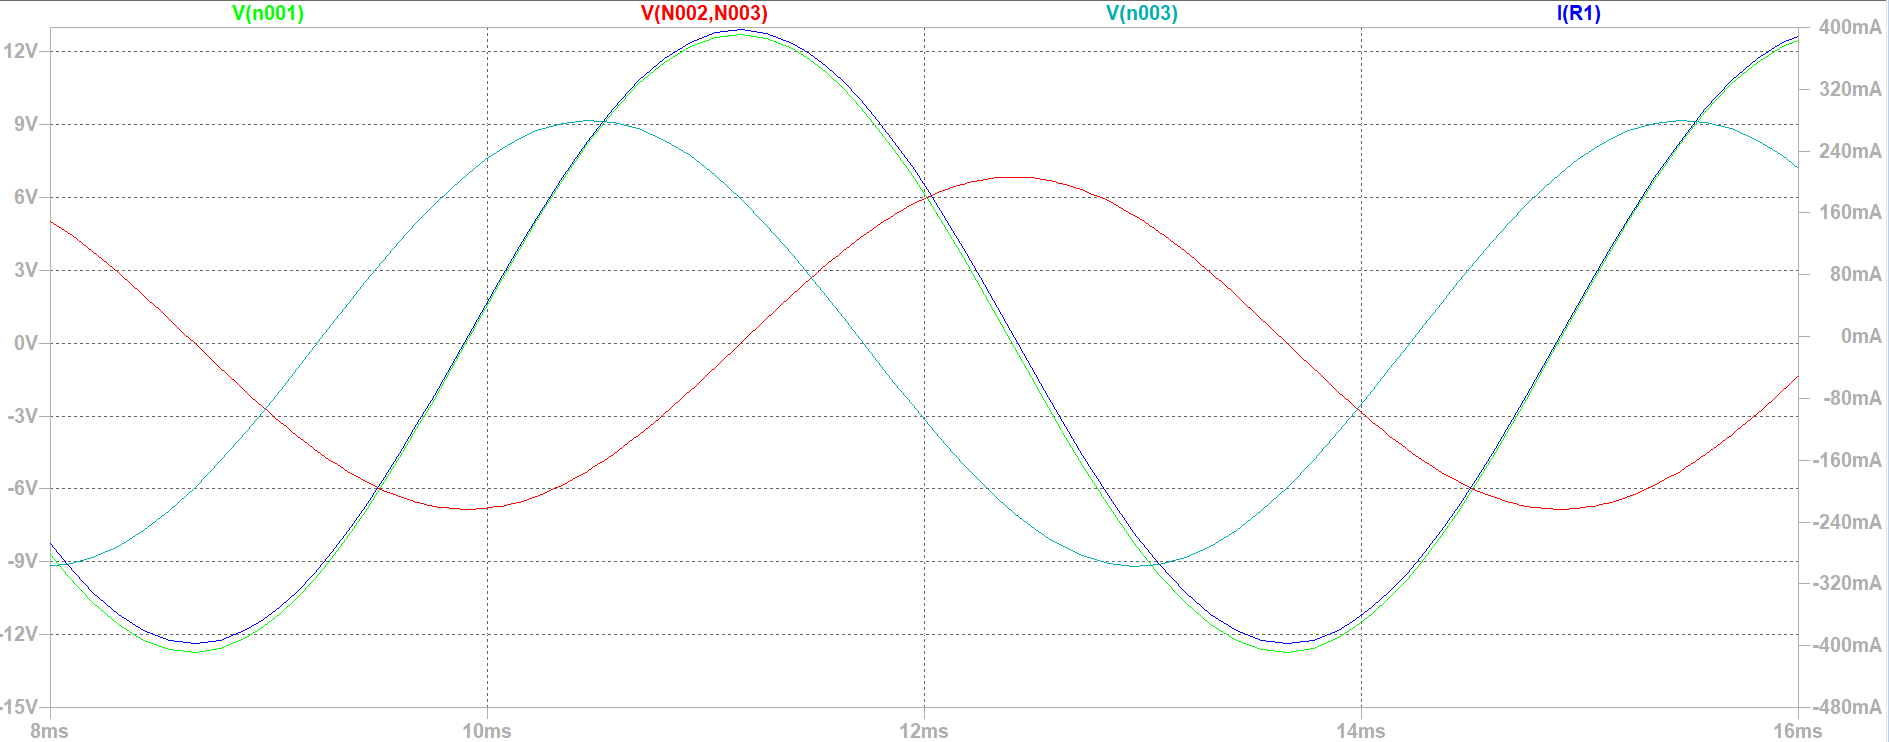 V(n001) V(N002,N003) V(n003) I(R1)
12V 400mA
9V 320mA
6V 240mA
3V 160mA
0V 80mA
-3V 0mA
-6V -80mA
-9V -160mA
-12V -240mA
-15V -320mA
-400mA
-480mA
8ms 10ms 12ms 14ms 16ms